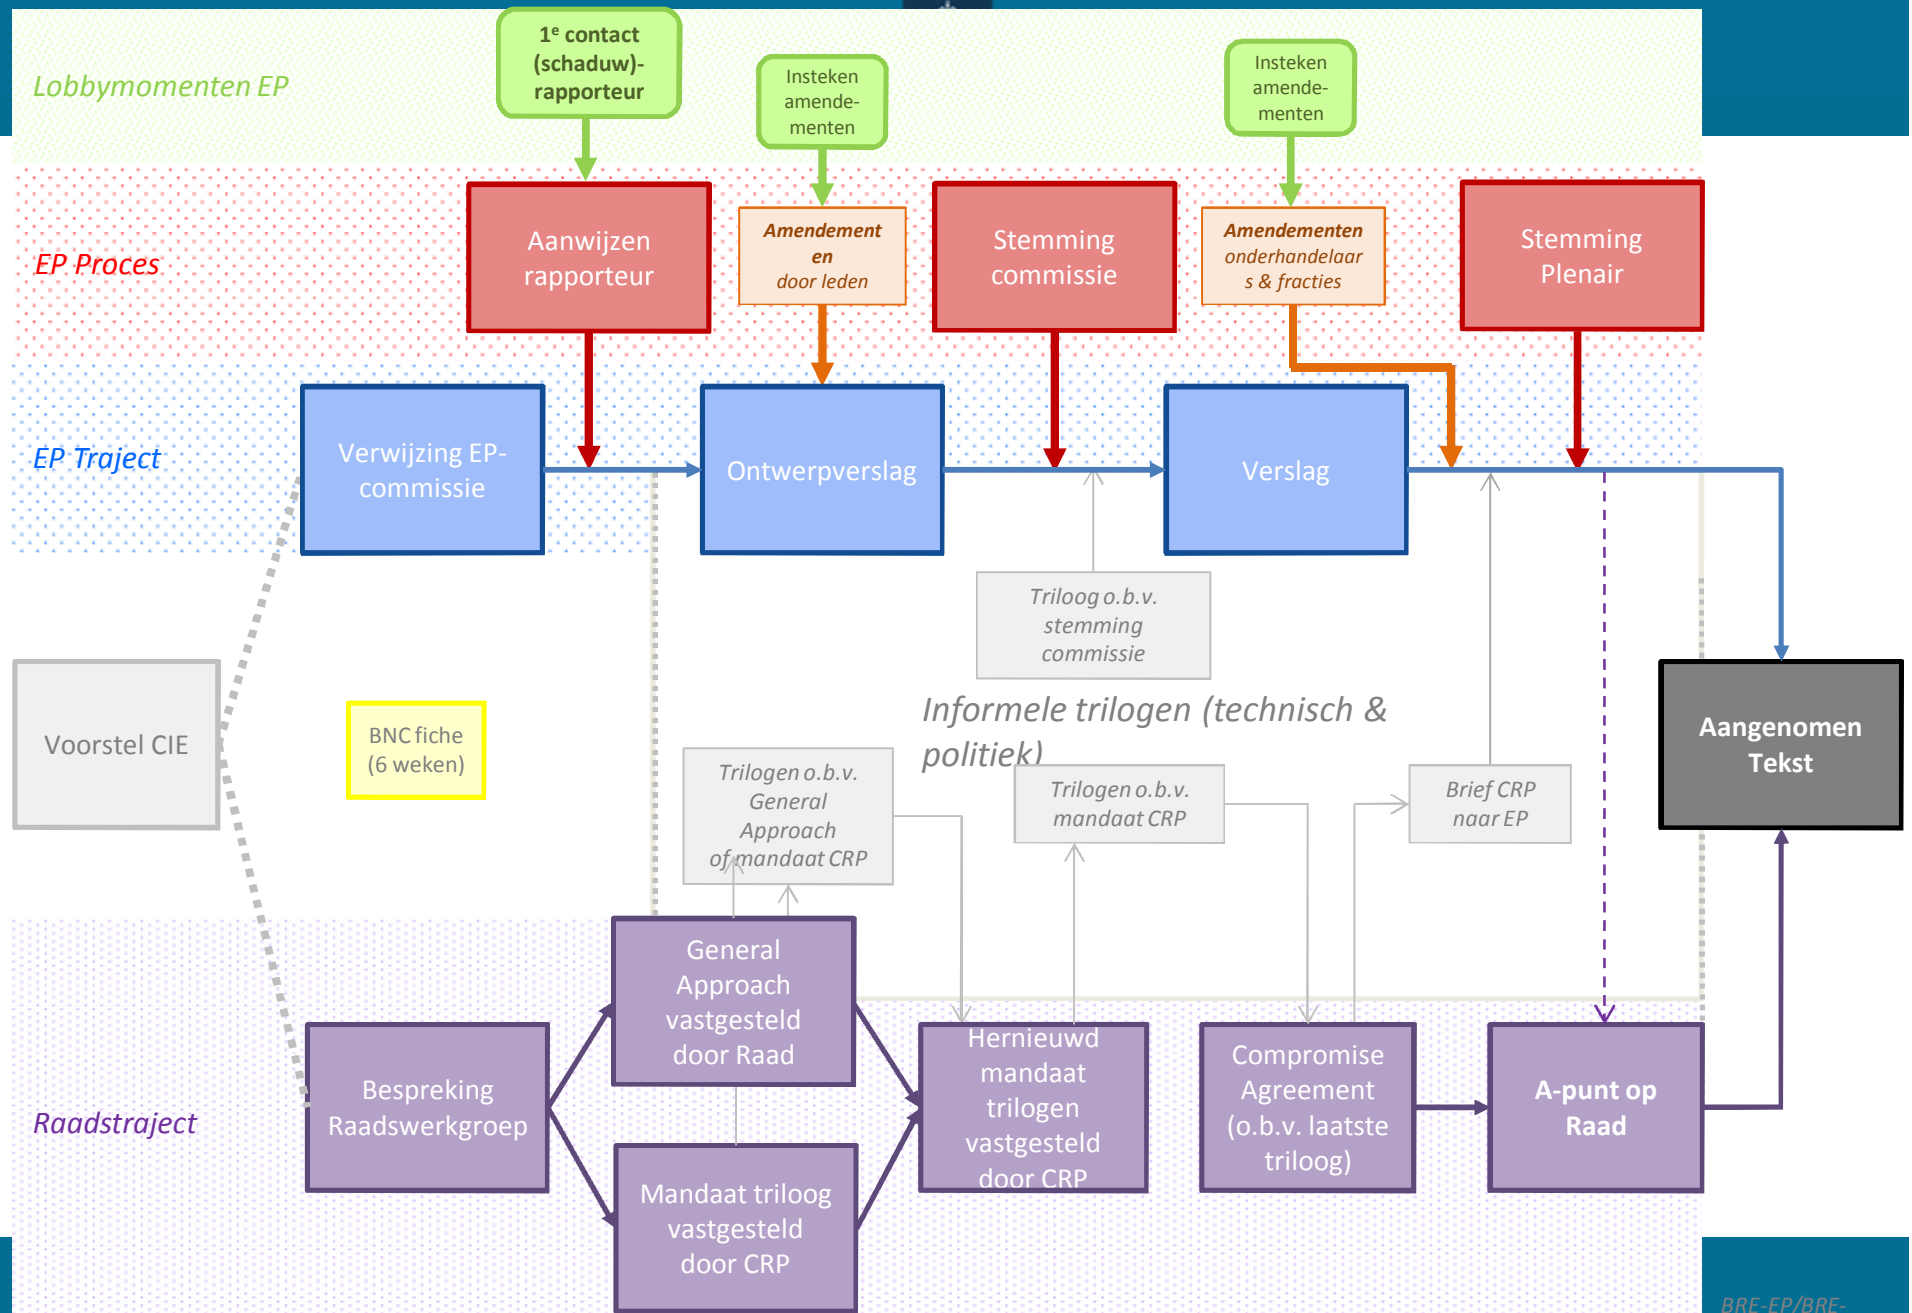 Lobbymomenten EP
1e contact
(schaduw)-
rapporteur
Insteken
amende-
menten
Insteken
amende-
menten
EP Proces
Aanwijzen
rapporteur
Amendement
en
door leden
Stemming
commissie
Amendementen
onderhandelaar
s & fracties
Stemming
Plenair
EP Traject
Verwijzing EP-
commissie
Ontwerpverslag
Verslag
Triloog o.b.v.
stemming
commissie
Voorstel CIE
BNC fiche
(6 weken)
Informele trilogen (technisch &
politiek)
Trilogen o.b.v.
General
Approach
of mandaat CRP
Trilogen o.b.v.
mandaat CRP
Brief CRP
naar EP
Aangenomen
Tekst
Raadstraject
Bespreking
Raadswerkgroep
General
Approach
vastgesteld
door Raad
Mandaat triloog
vastgesteld
door CRP
Hernieuwd
mandaat
trilogen
vastgesteld
door CRP
Compromise
Agreement
(o.b.v. laatste
triloog)
A-punt op
Raad
BRE-EP/BRE-